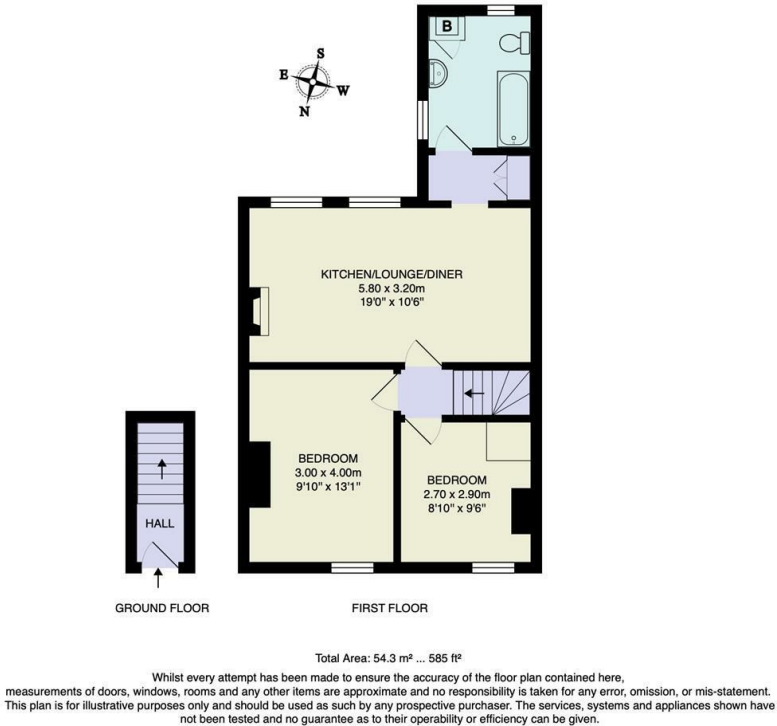 B
S
E
W
N
KITCHEN/LOUNGE/DINER
5.80 x 3.20m
19'0" x 10'6"
BEDROOM
3.00 x 4.00m
9'10" x 13'1"
BEDROOM
2.70 x 2.90m
8'10" x 9'6"
HALL
GROUND FLOOR
FIRST FLOOR
Total Area: 54.3 m² ... 585 ft²
Whilst every attempt has been made to ensure the accuracy of the floor plan contained here,
measurements of doors, windows, rooms and any other items are approximate and no responsibility is taken for any error, omission, or mis-statement.
This plan is for illustrative purposes only and should be used as such by any prospective purchaser. The services, systems and appliances shown have
not been tested and no guarantee as to their operability or efficiency can be given.